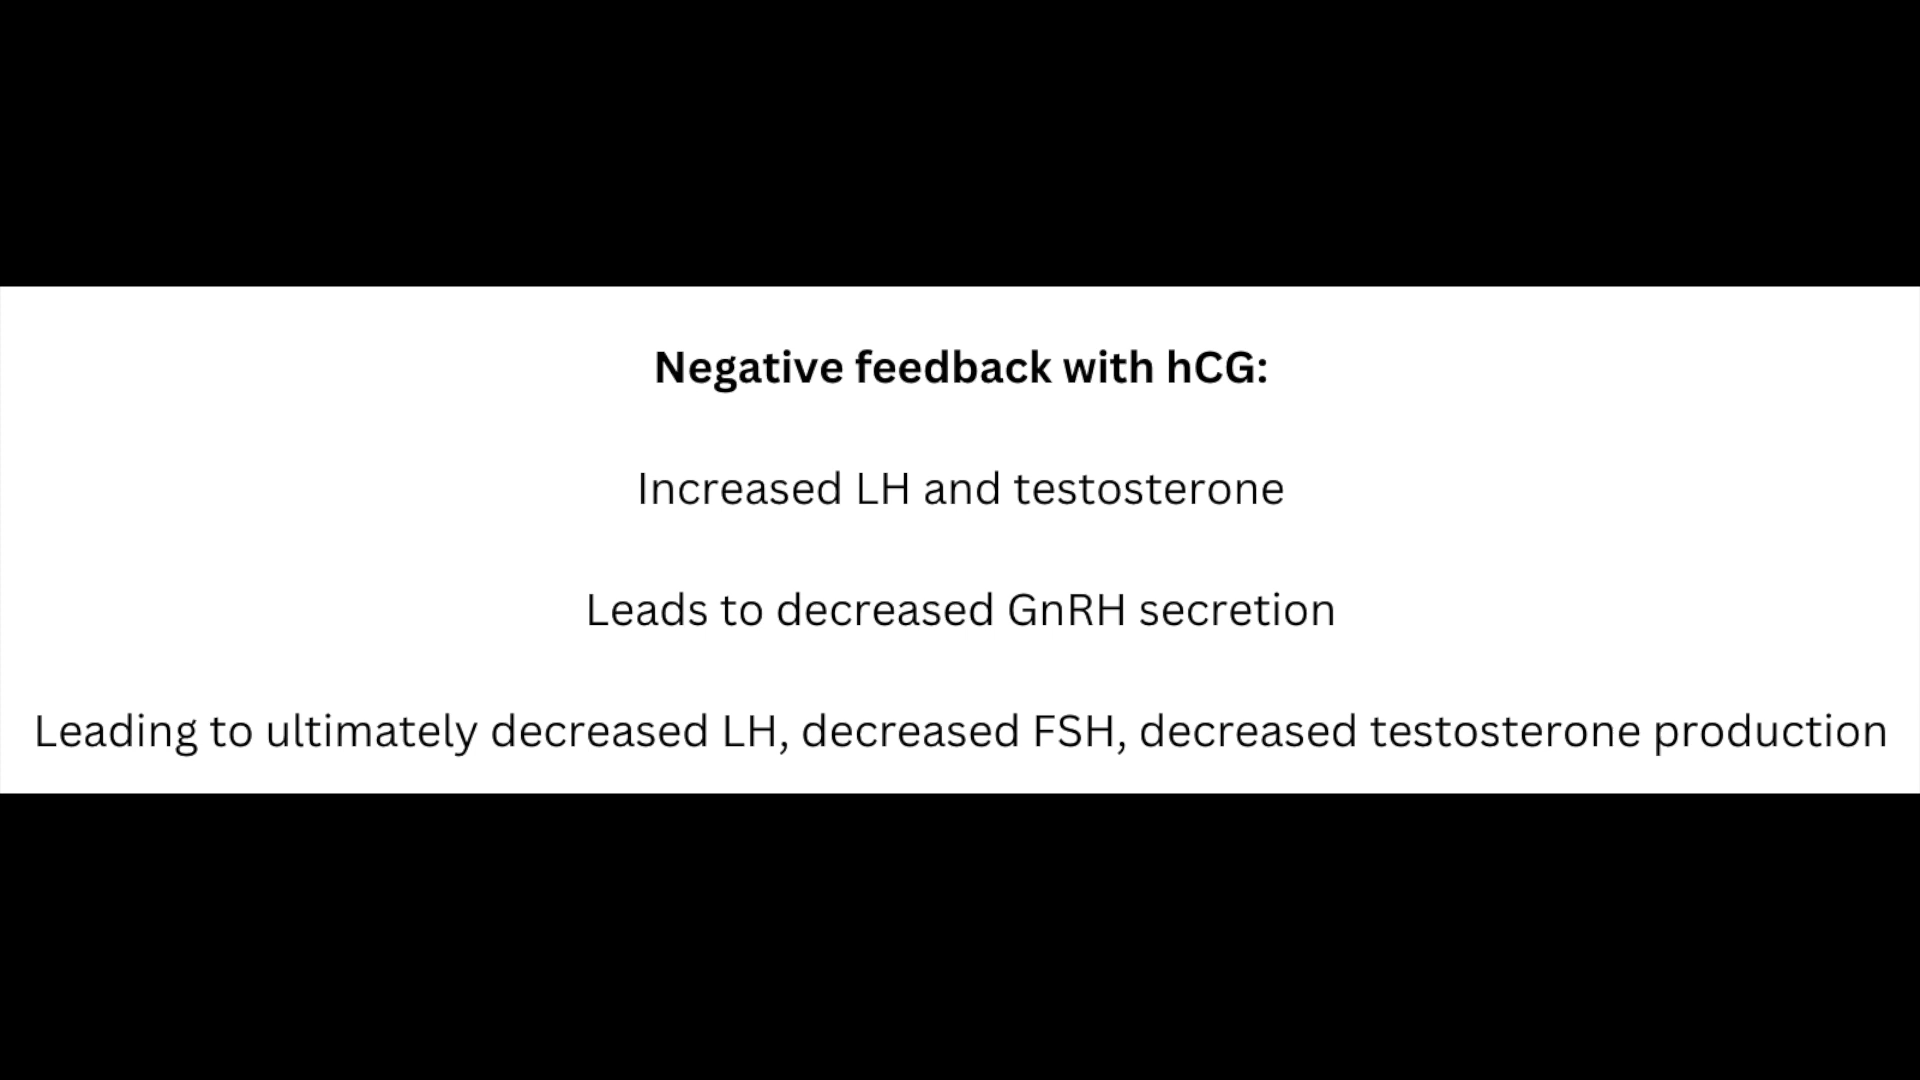 Negative feedback with hCG:
Increased LH and testosterone
Leads to decreased GnRH secretion
Leading to ultimately decreased LH, decreased FSH, decreased testosterone production